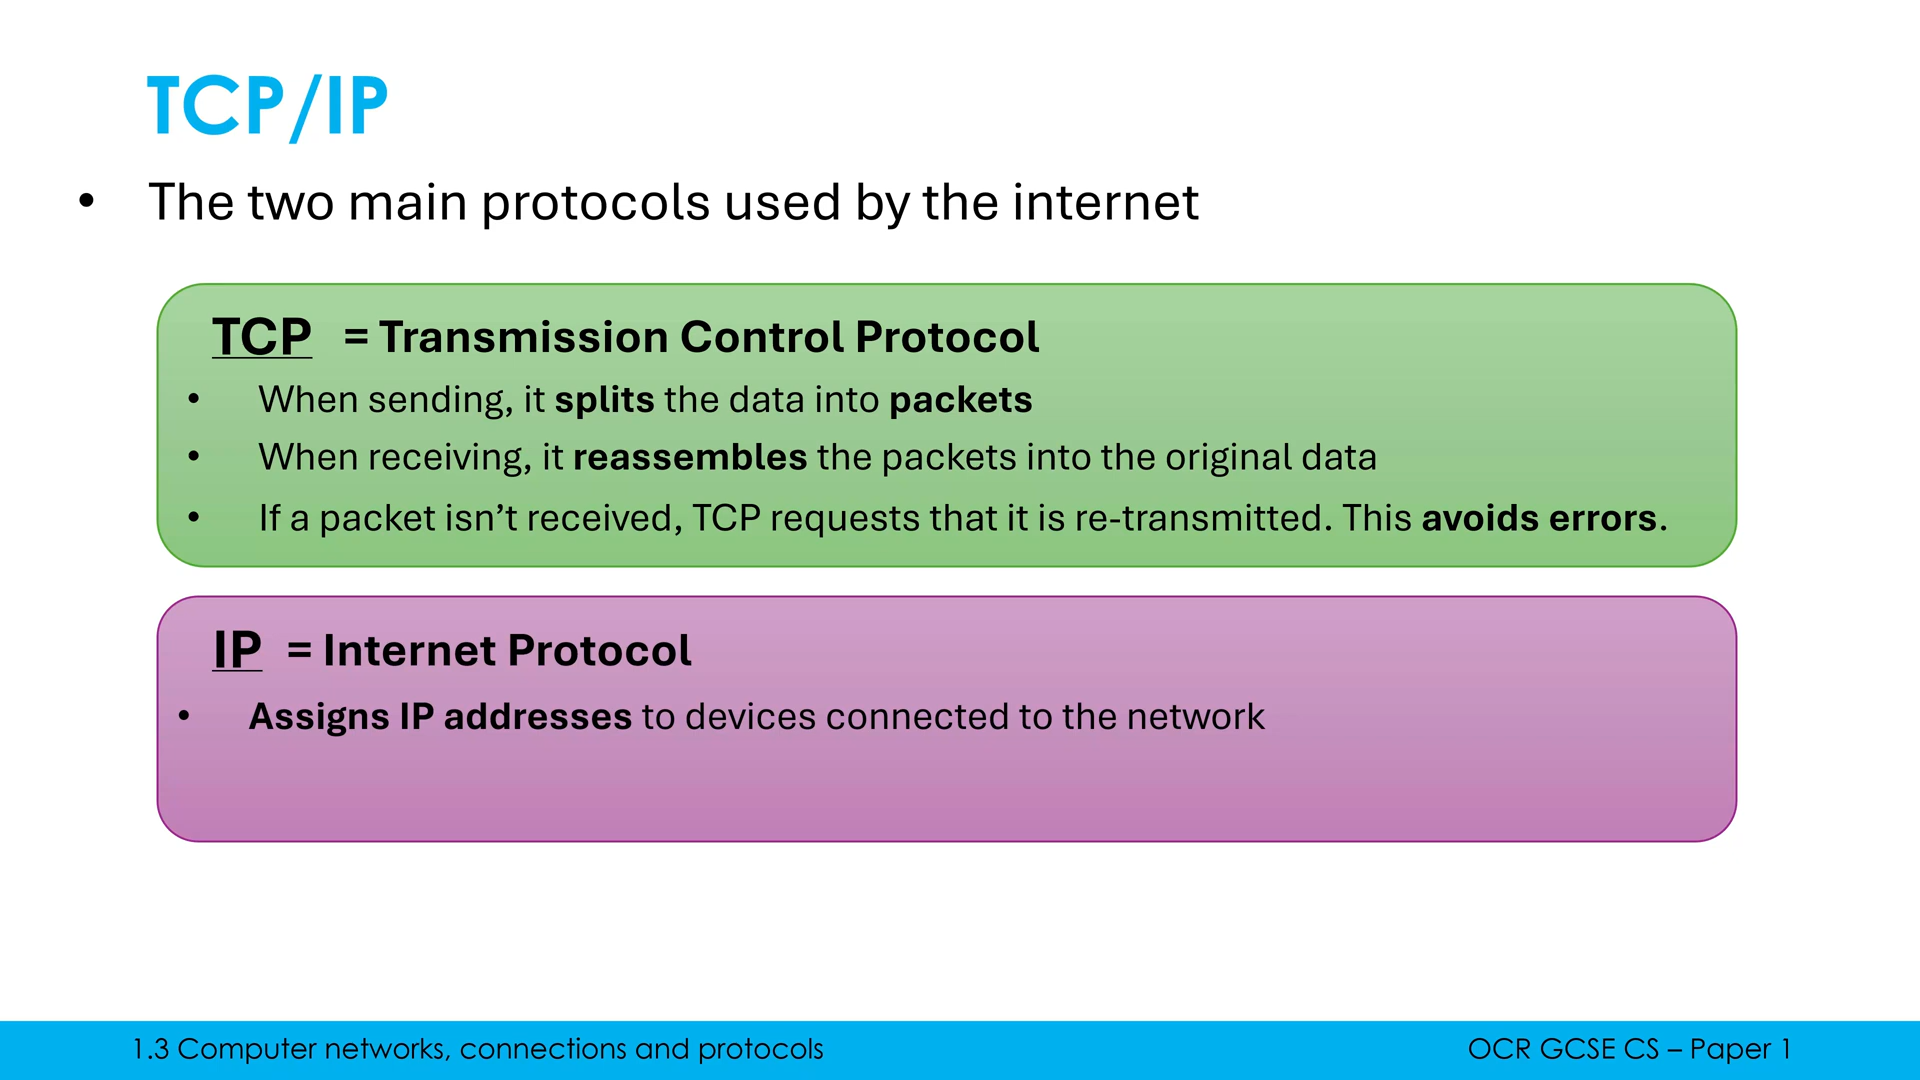 TCP/IP
• The two main protocols used by the internet
TCP = Transmission Control Protocol
• When sending, it splits the data into packets
• When receiving, it reassembles the packets into the original data
• If a packet isn’t received, TCP requests that it is re-transmitted. This avoids errors.
IP = Internet Protocol
• Assigns IP addresses to devices connected to the network
1.3 Computer networks, connections and protocols
OCR GCSE CS – Paper 1